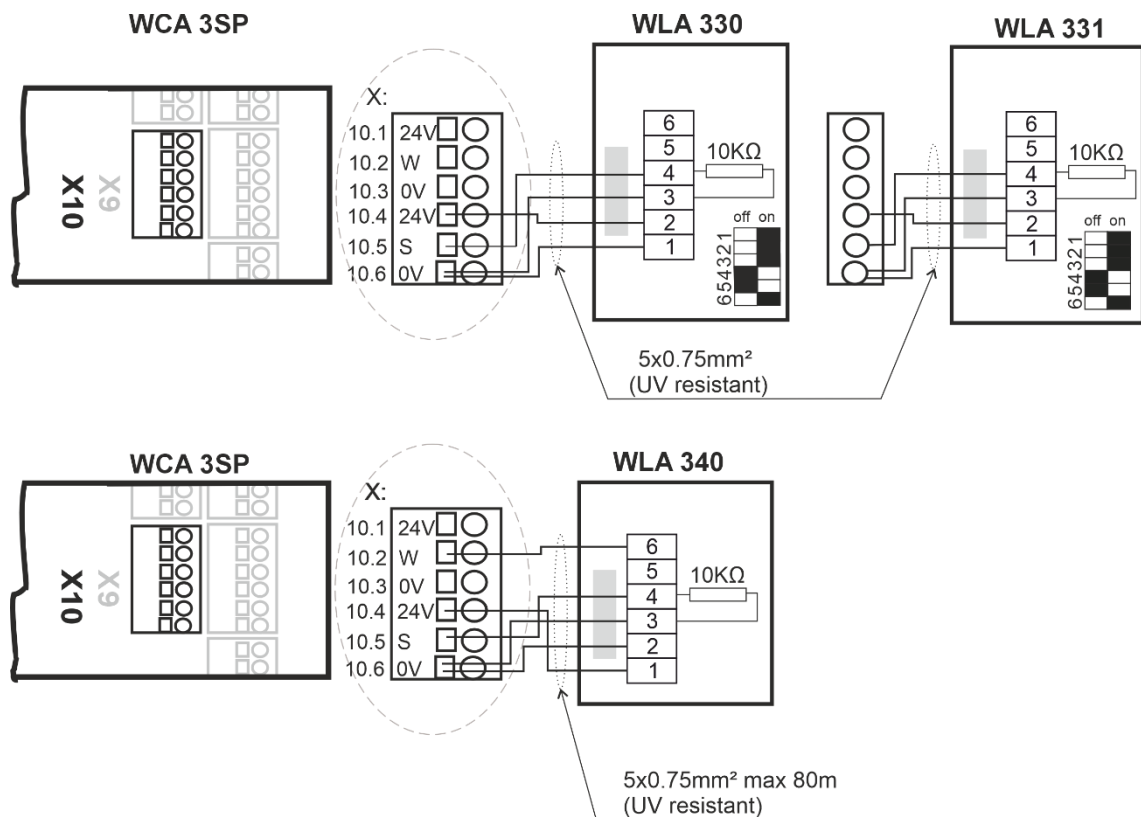 WCA 3SP
WLA 330
WLA 331
X10
X9
X:
10.1 24V
10.2 W
10.3 0V
10.4 24V
10.5 S
10.6 0V
6
5
4
3
2
1
10KΩ
off on
654321
6
5
4
3
2
1
10KΩ
off on
654321
5x0.75mm²
(UV resistant)
WCA 3SP
WLA 340
X10
X9
X:
10.1 24V
10.2 W
10.3 0V
10.4 24V
10.5 S
10.6 0V
6
5
4
3
2
1
10KΩ
5x0.75mm² max 80m
(UV resistant)